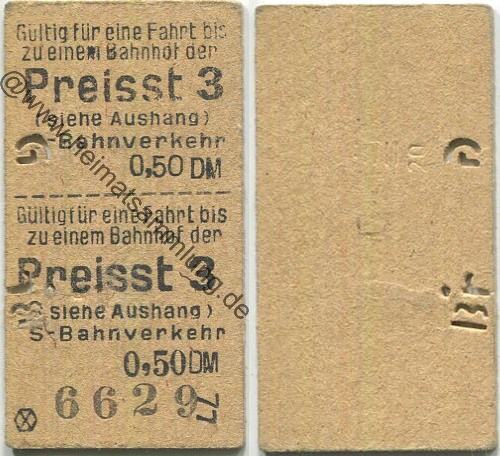 Gültig für eine Fahrt bis
zu einem Bahnhof der
Preisst 3
(siehe Aushang)
S-Bahnverkehr
0,50 DM
Gültig für eine Fahrt bis
zu einem Bahnhof der
Preisst 3
(siehe Aushang)
S-Bahnverkehr
0,50 DM
6629
77
@www.heimatsammlung.de